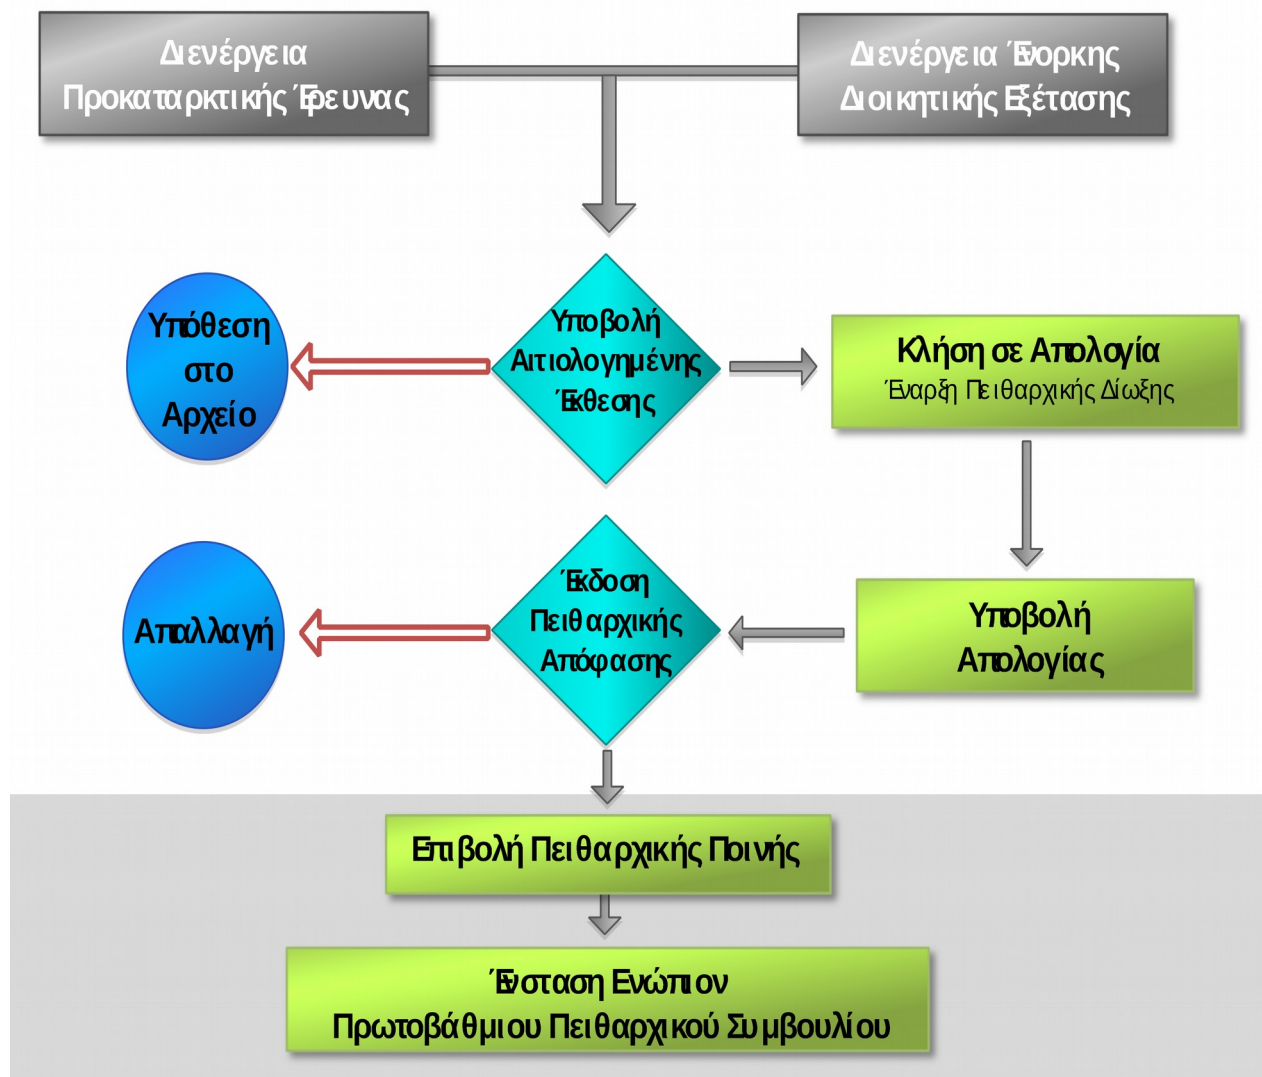 Διενέργεια
Προκαταρκτικής Έρευνας
Διενέργεια Ένορκης
Διοικητικής Εξέτασης
Υπόθεση
στο
Αρχείο
Υποβολή
Αιτιολογημένης
Έκθεσης
Κλήση σε Απολογία
Έναρξη Πειθαρχικής Δίωξης
Απαλλαγή
Έκδοση
Πειθαρχικής
Απόφασης
Υποβολή
Απολογίας
Επιβολή Πειθαρχικής Ποινής
Ένσταση Ενώπιον
Πρωτοβάθμιου Πειθαρχικού Συμβουλίου